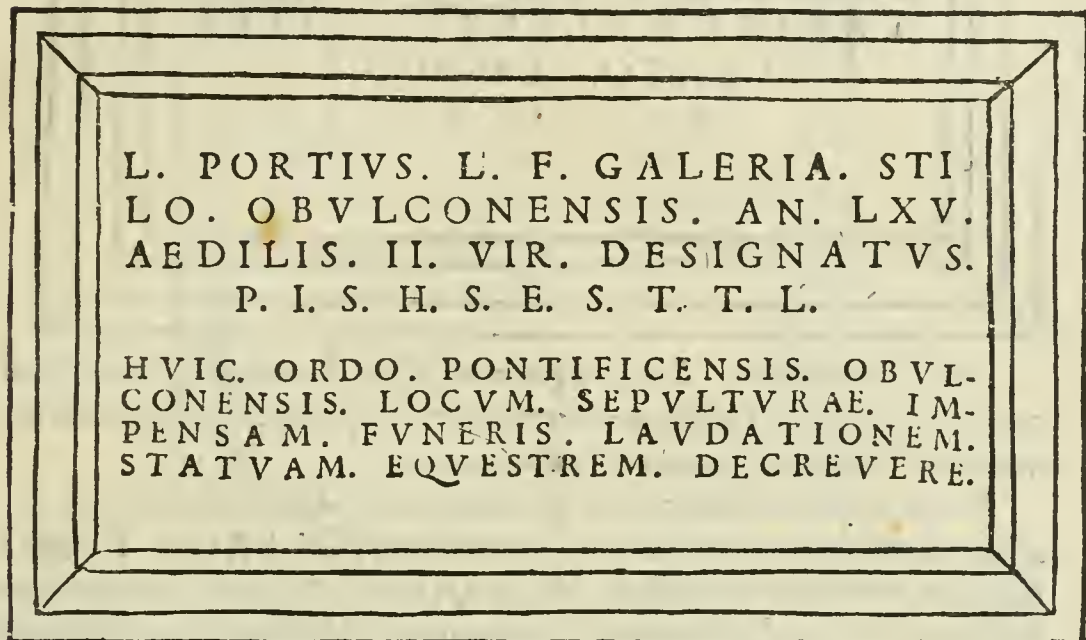 L. PORTIVS. L. F. GALERIA. STI
LO. OBVLCONENSIS. AN. LXV.
AEDILIS. II. VIR. DESIGNATVS.
P. I. S. H. S. E. S. T. T. L.
HVIC. ORDO. PONTIFICENSIS. OBVL-
CONENSIS. LOCVM. SEPVLTVRAE. IM-
PENSAM. FVNERIS. LAVDATIONEM.
STATVAM. EQVESTREM. DECREVERE.